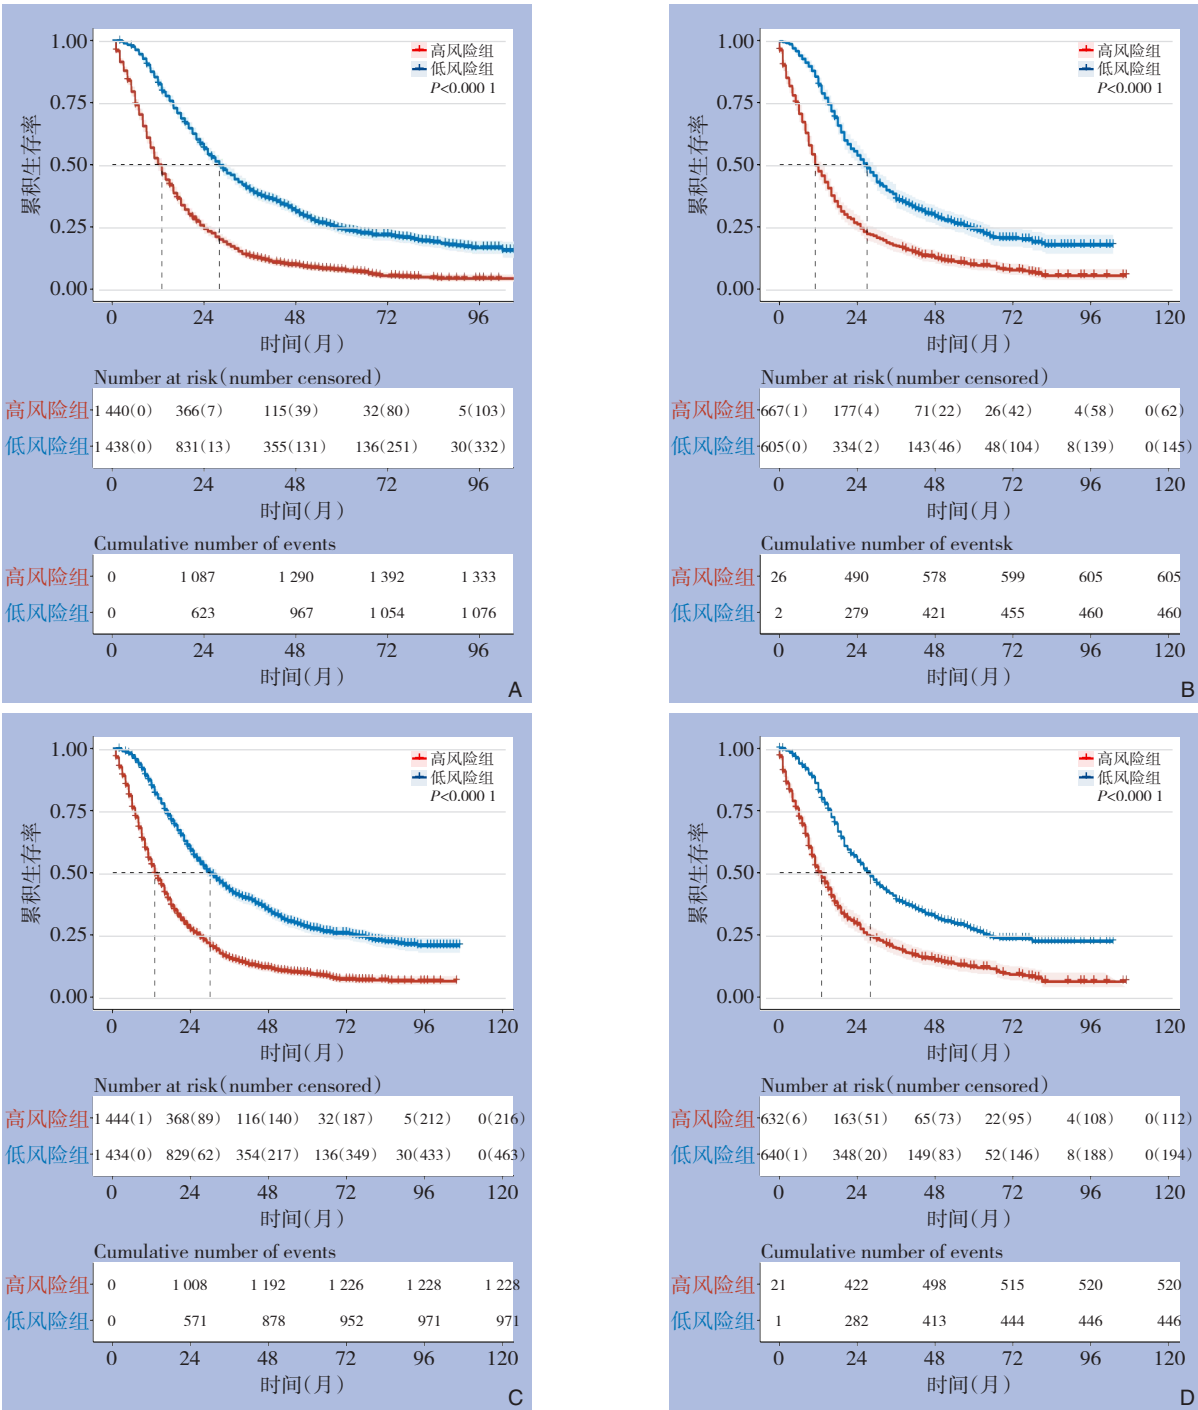 1.00
0.75
0.50
0.25
0.00
累积生存率
高风险组
低风险组
P<0.000 1
0 24 48 72 96
时间(月)
Number at risk(number censored)
高风险组 1 440(0) 366(7) 115(39) 32(80) 5(103)
低风险组 1 438(0) 831(13) 355(131) 136(251) 30(332)
0 24 48 72 96
时间(月)
Cumulative number of events
高风险组 0 1 087 1 290 1 392 1 333
低风险组 0 623 967 1 054 1 076
0 24 48 72 96
时间(月)
A
1.00
0.75
0.50
0.25
0.00
累积生存率
高风险组
低风险组
P<0.000 1
0 24 48 72 96 120
时间(月)
Number at risk(number censored)
高风险组 667(1) 177(4) 71(22) 26(42) 4(58) 0(62)
低风险组 605(0) 334(2) 143(46) 48(104) 8(139) 0(145)
0 24 48 72 96 120
时间(月)
Cumulative number of eventsk
高风险组 26 490 578 599 605 605
低风险组 2 279 421 455 460 460
0 24 48 72 96 120
时间(月)
B
1.00
0.75
0.50
0.25
0.00
累积生存率
高风险组
低风险组
P<0.000 1
0 24 48 72 96 120
时间(月)
Number at risk(number censored)
高风险组 1 444(1) 368(89) 116(140) 32(187) 5(212) 0(216)
低风险组 1 434(0) 829(62) 354(217) 136(349) 30(433) 0(463)
0 24 48 72 96 120
时间(月)
Cumulative number of events
高风险组 0 1 008 1 192 1 226 1 228 1 228
低风险组 0 571 878 952 971 971
0 24 48 72 96 120
时间(月)
C
1.00
0.75
0.50
0.25
0.00
累积生存率
高风险组
低风险组
P<0.000 1
0 24 48 72 96 120
时间(月)
Number at risk(number censored)
高风险组 632(6) 163(51) 65(73) 22(95) 4(108) 0(112)
低风险组 640(1) 348(20) 149(83) 52(146) 8(188) 0(194)
0 24 48 72 96 120
时间(月)
Cumulative number of events
高风险组 21 422 498 515 520 520
低风险组 1 282 413 444 446 446
0 24 48 72 96 120
时间(月)
D